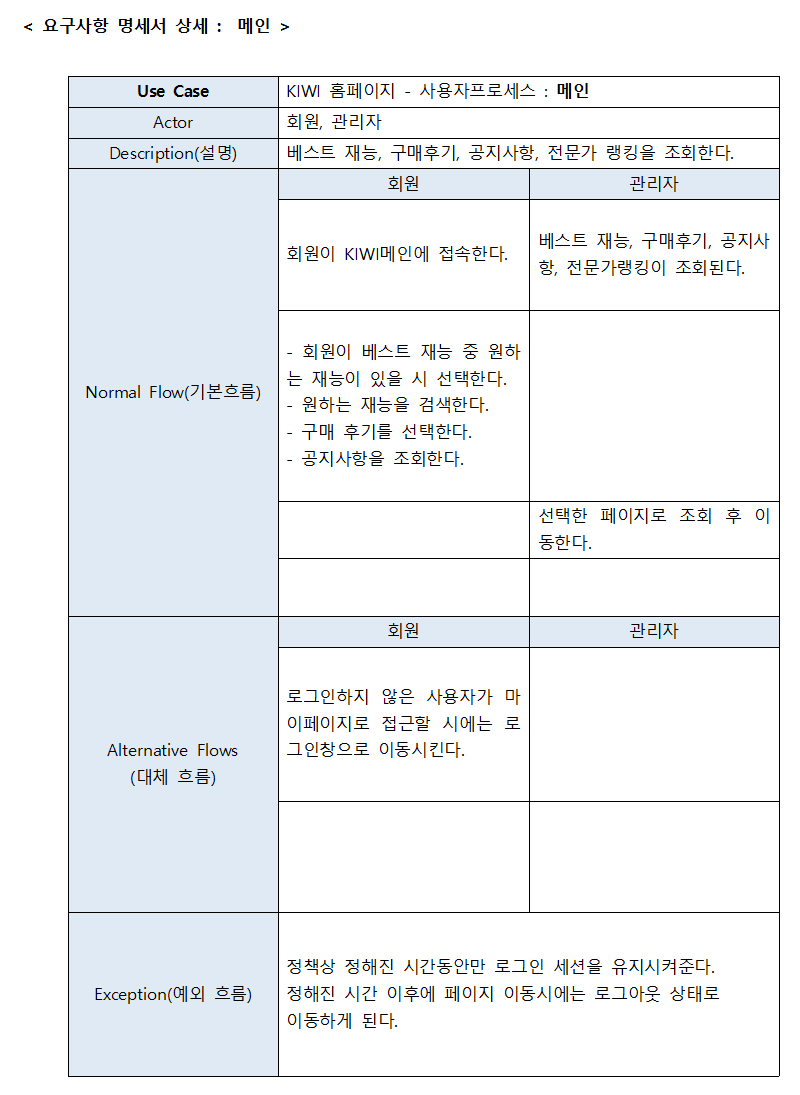 < 요구사항 명세서 상세 : 메인 >
Use Case
KIWI 홈페이지 - 사용자프로세스 : 메인
Actor
회원, 관리자
Description(설명)
베스트 재능, 구매후기, 공지사항, 전문가 랭킹을 조회한다.
Normal Flow(기본흐름)
회원
관리자
회원이 KIWI메인에 접속한다.
베스트 재능, 구매후기, 공지사
항, 전문가랭킹이 조회된다.
- 회원이 베스트 재능 중 원하
는 재능이 있을 시 선택한다.
- 원하는 재능을 검색한다.
- 구매 후기를 선택한다.
- 공지사항을 조회한다.
선택한 페이지로 조회 후 이
동한다.
Alternative Flows
(대체 흐름)
회원
관리자
로그인하지 않은 사용자가 마
이페이지로 접근할 시에는 로
그인창으로 이동시킨다.
Exception(예외 흐름)
정책상 정해진 시간동안만 로그인 세션을 유지시켜준다.
정해진 시간 이후에 페이지 이동시에는 로그아웃 상태로
이동하게 된다.